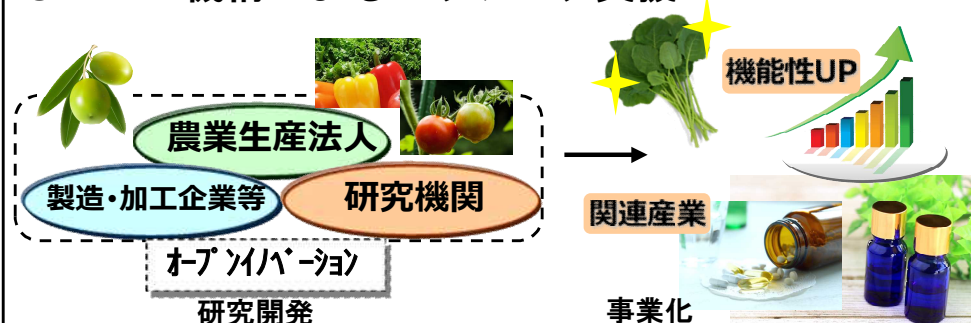 機能性UP
農業生産法人
製造・加工企業等
研究機関
関連産業
ｵｰﾌﾟﾝｲﾉﾍﾞｰｼｮﾝ
研究開発
事業化